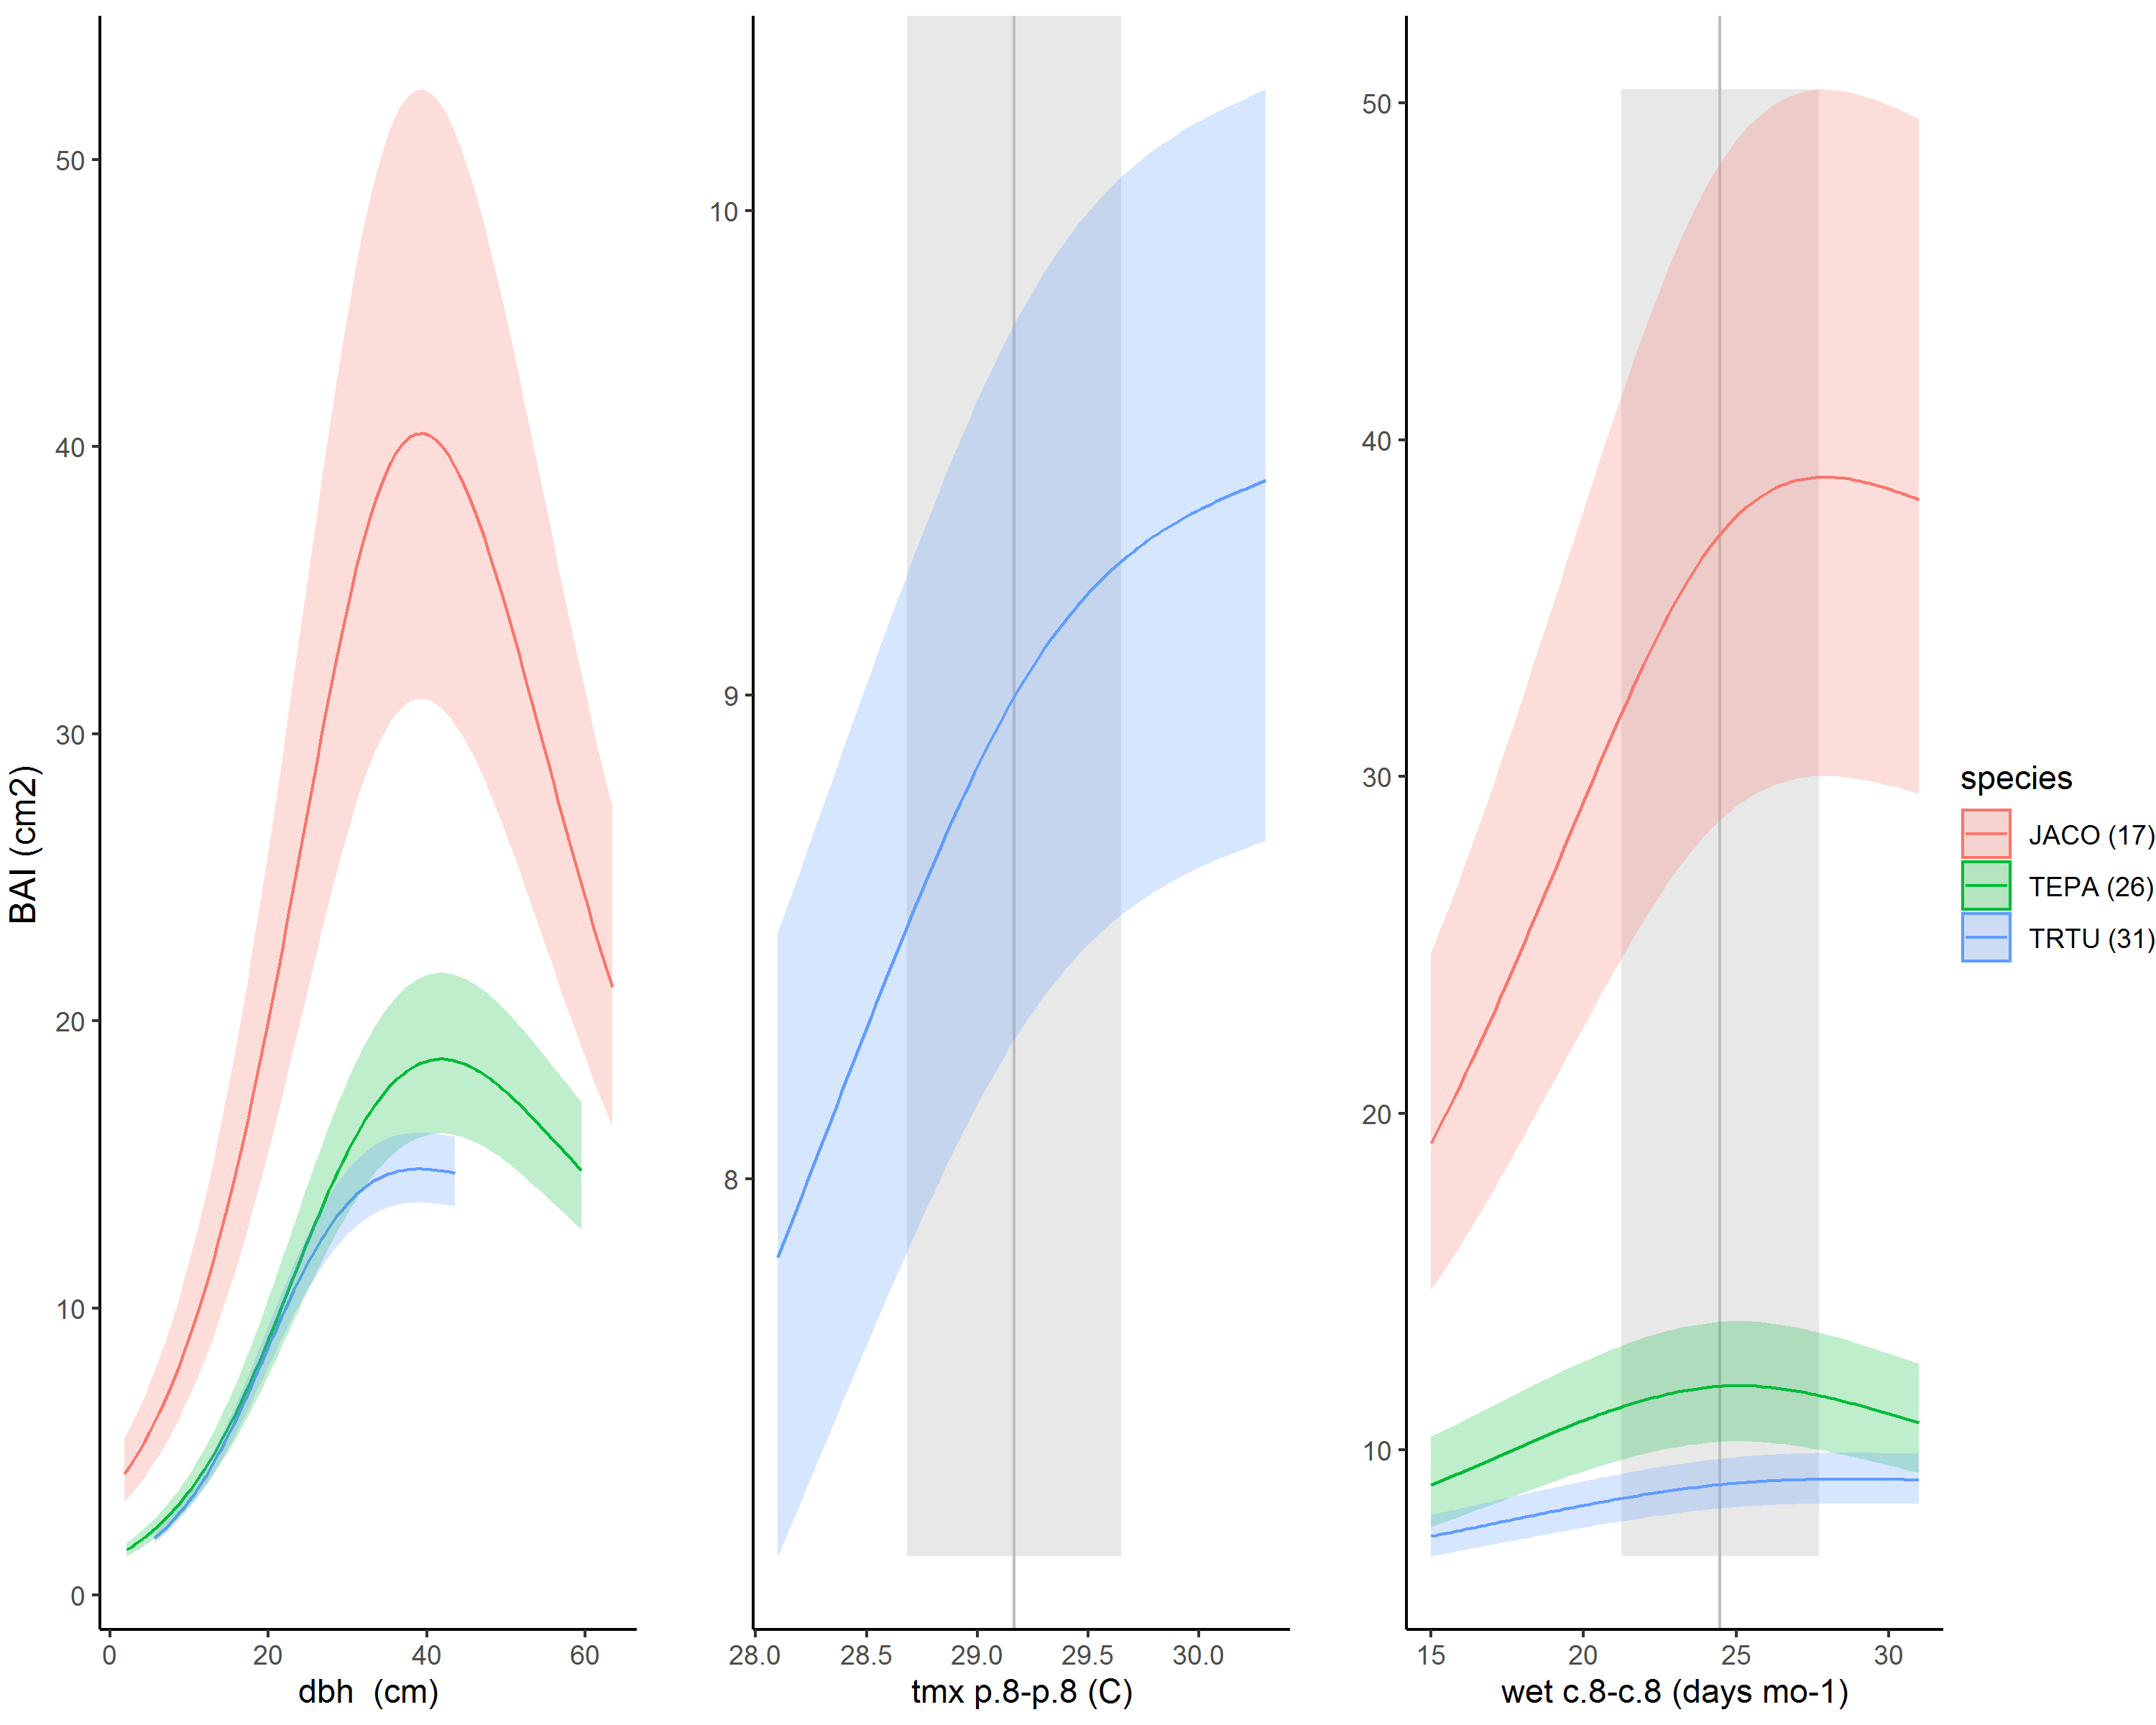 BAI (cm2)
50
40
30
20
10
0
0 20 40 60
dbh  (cm)
10
9
8
28.0 28.5 29.0 29.5 30.0
tmx p.8-p.8 (C)
50
40
30
20
10
15 20 25 30
wet c.8-c.8 (days mo-1)
species
JACO (17)
TEPA (26)
TRTU (31)